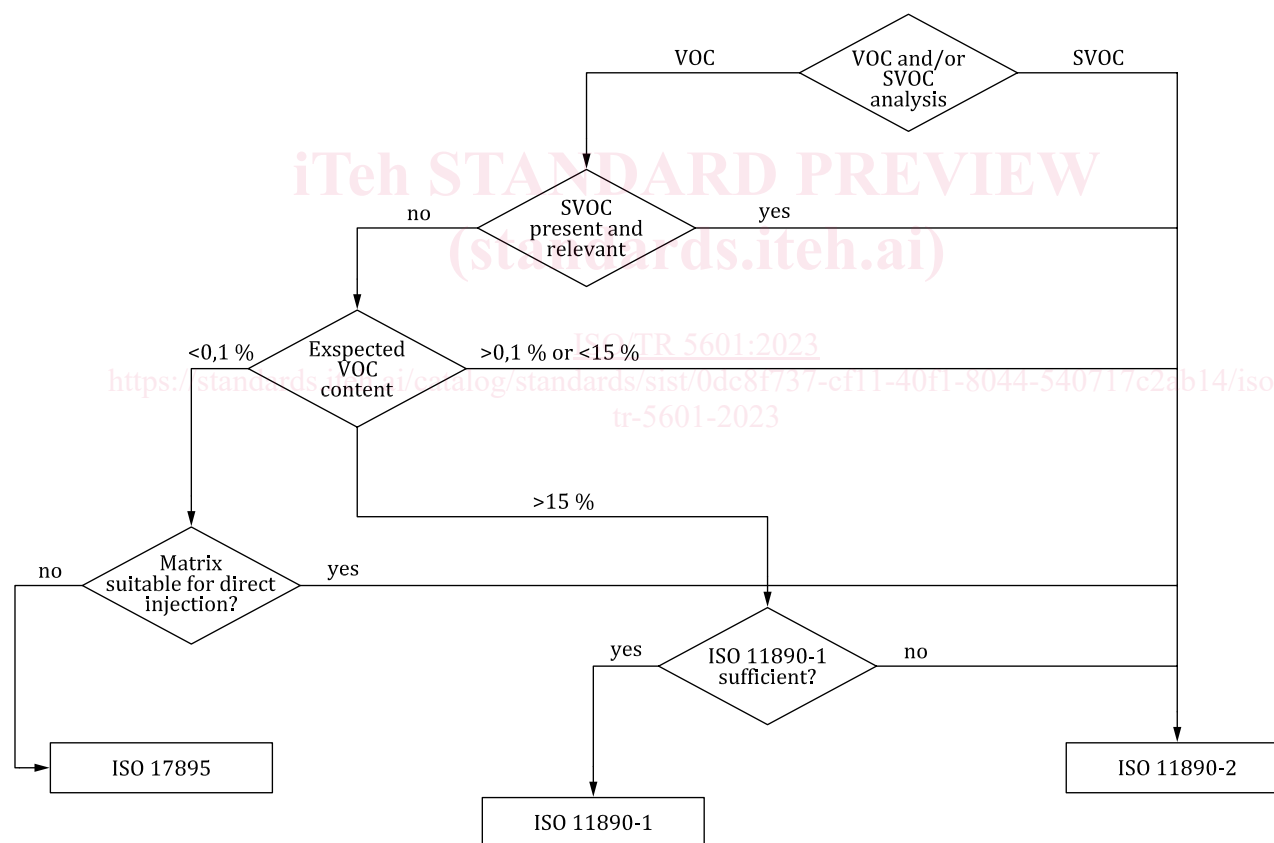 VOC
VOC and/or
SVOC
analysis
SVOC
iTeh STANDARD PREVIEW
(standards.iteh.ai)
no
SVOC
present and
relevant
yes
ISO/TR 5601:2023
https://standards.iteh.ai/catalog/standards/sist/0dc8f737-cf11-40f1-8044-540717c2ab14/iso-
tr-5601-2023
<0,1 %
Exspected
VOC
content
>0,1 % or <15 %
>15 %
no
Matrix
suitable for direct
injection?
yes
yes
ISO 11890-1
sufficient?
no
ISO 17895
ISO 11890-1
ISO 11890-2